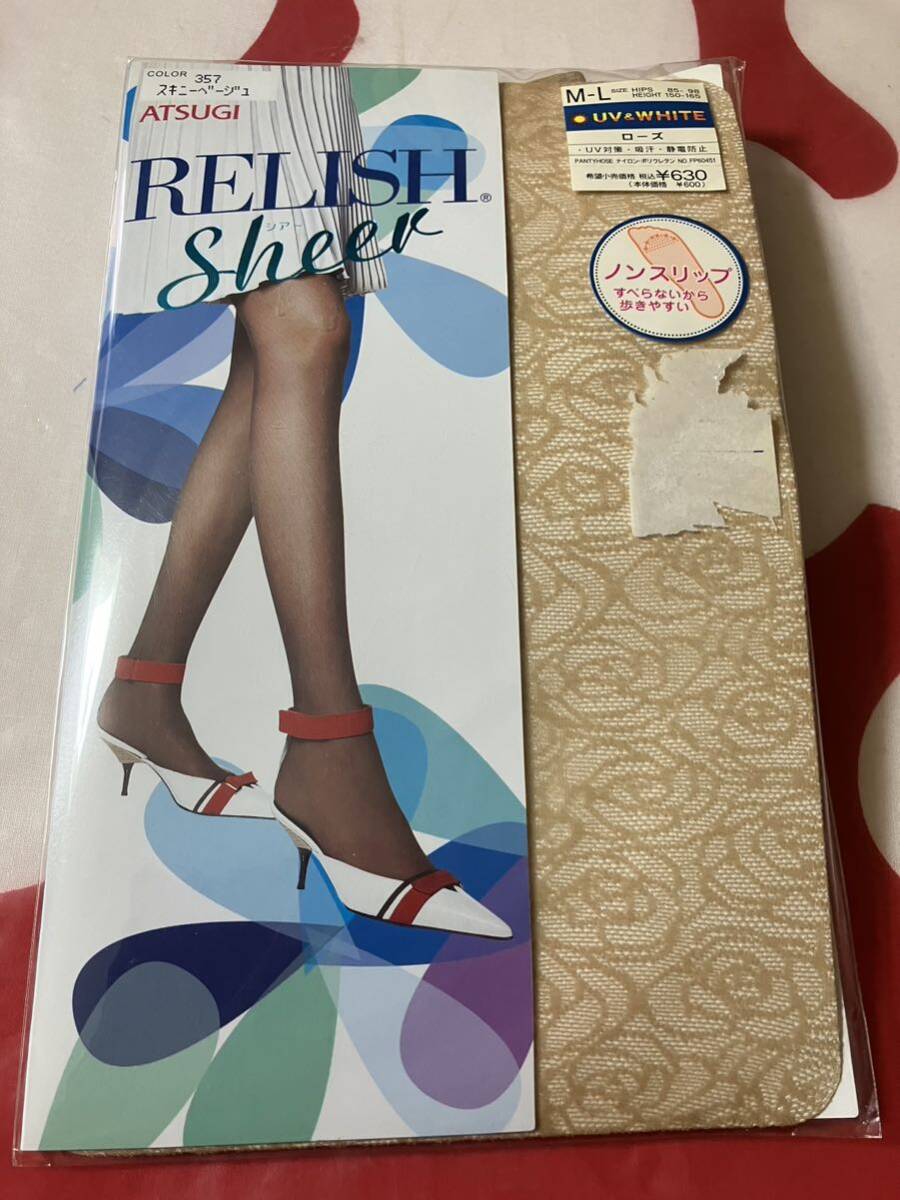 COLOR 357
スキニーベージュ
ATSUGI
RELISH®
シアー
Sheer
M-L SIZE HIPS 85-98
HEIGHT 150-165
UV&WHITE
ローズ
・UV対策・吸汗・静電防止
PANTYHOSE ナイロン・ポリウレタン NO.FP60451
希望小売価格 税込¥630
(本体価格 ¥600)
ノンスリップ
すべらないから
歩きやすい